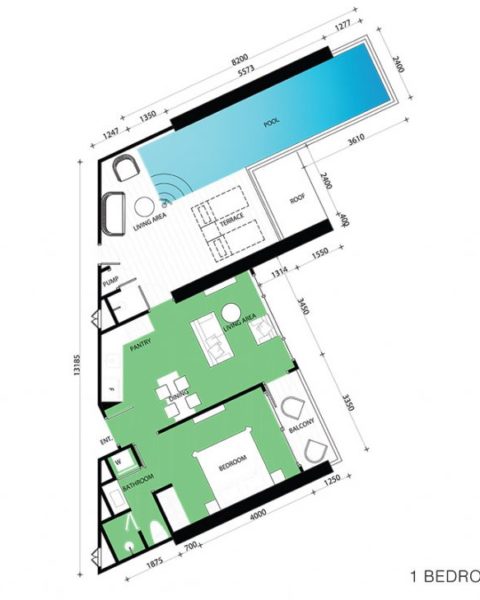 1277
8200
5573
2400
1350
1247
POOL
3610
2400
ROOF
LIVING AREA
TERRACE
400
PUMP
1550
1314
13185
3450
LIVING AREA
PANTRY
DINING
3350
ENT.
BALCONY
W
BEDROOM
BATHROOM
1250
4000
700
1875
1 BEDRO